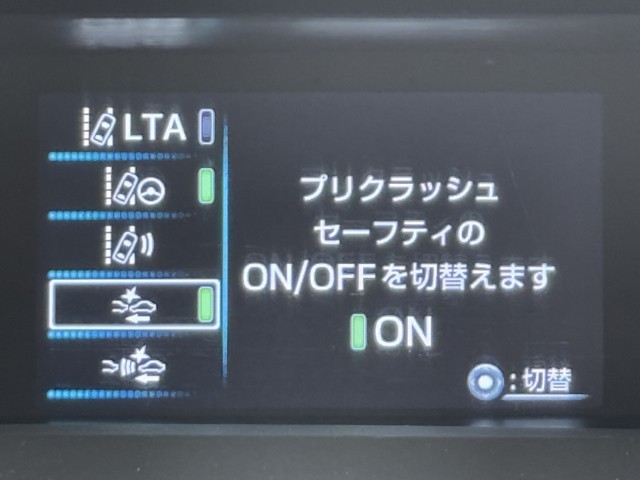 LTA
プリクラッシュ
セーフティの
ON/OFFを切替えます
ON
:切替